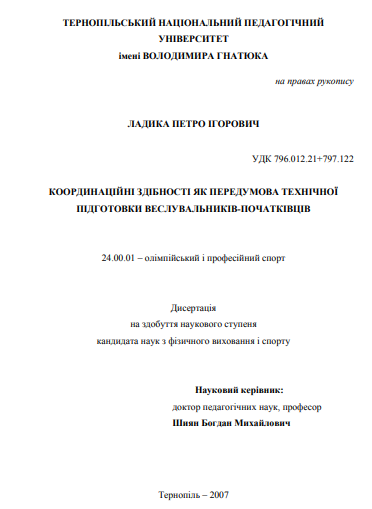 ТЕРНОПІЛЬСЬКИЙ НАЦІОНАЛЬНИЙ ПЕДАГОГІЧНИЙ
УНІВЕРСИТЕТ
імені ВОЛОДИМИРА ГНАТЮКА
на правах рукопису
ЛАДИКА ПЕТРО ІГОРОВИЧ
УДК 796.012.21+797.122
КООРДИНАЦІЙНІ ЗДІБНОСТІ ЯК ПЕРЕДУМОВА ТЕХНІЧНОЇ
ПІДГОТОВКИ ВЕСЛУВАЛЬНИКІВ-ПОЧАТКІВЦІВ
24.00.01 – олімпійський і професійний спорт
Дисертація
на здобуття наукового ступеня
кандидата наук з фізичного виховання і спорту
Науковий керівник:
доктор педагогічних наук, професор
Шиян Богдан Михайлович
Тернопіль – 2007